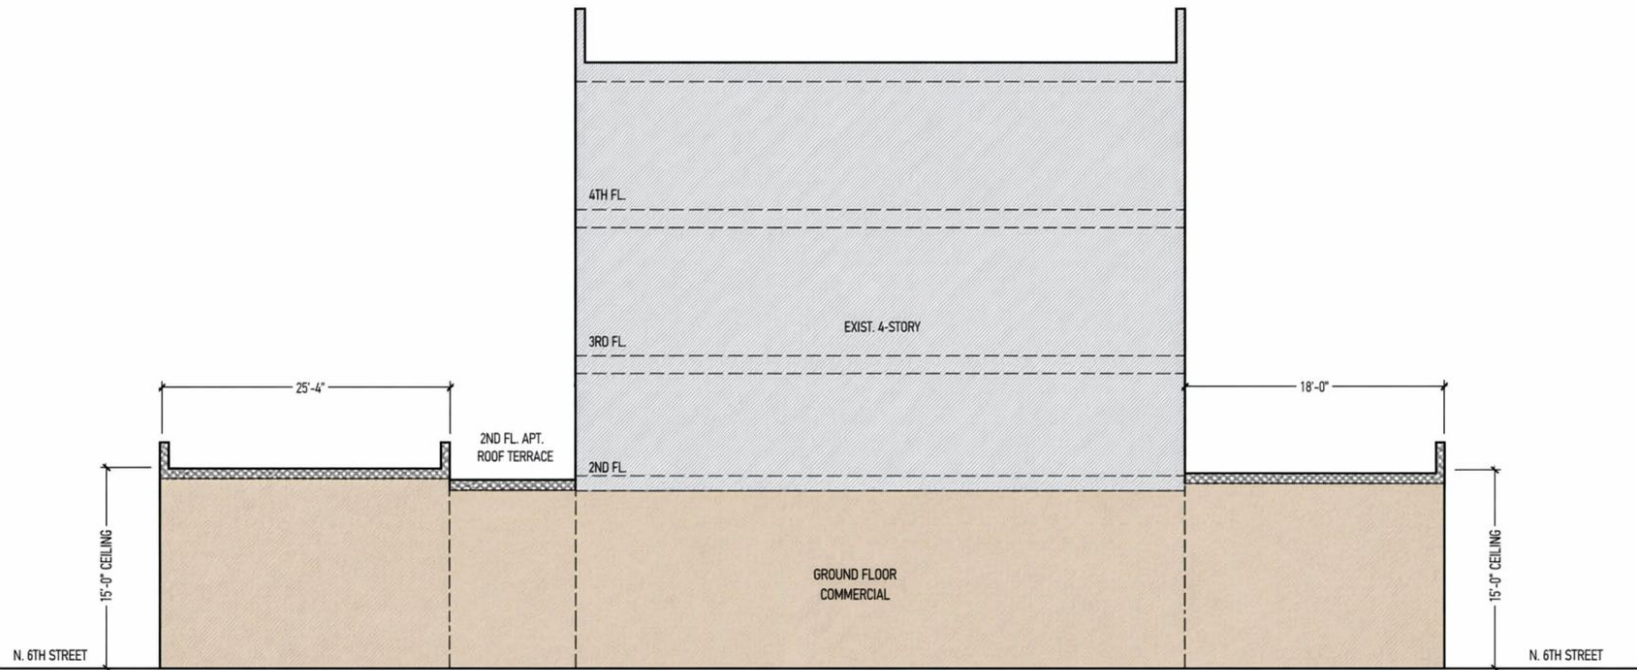 4TH FL.
EXIST. 4-STORY
3RD FL.
25'-4"
18'-0"
2ND FL. APT.
ROOF TERRACE
2ND FL.
15'-0" CEILING
15'-0" CEILING
GROUND FLOOR
COMMERCIAL
N. 6TH STREET
N. 6TH STREET